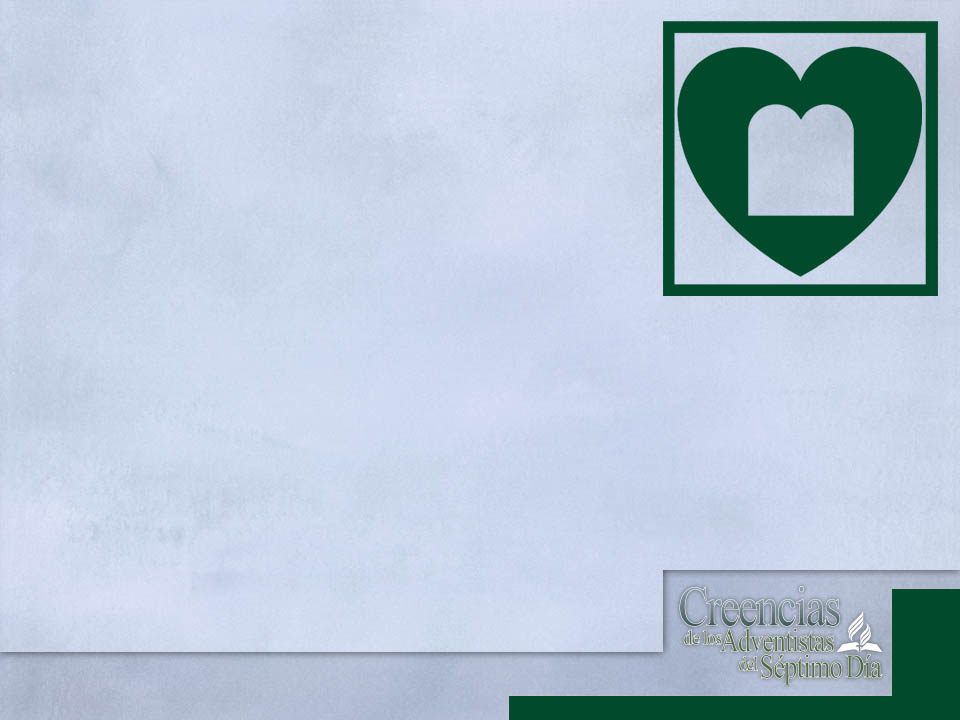 Creencias
de los Adventistas
del Séptimo Día